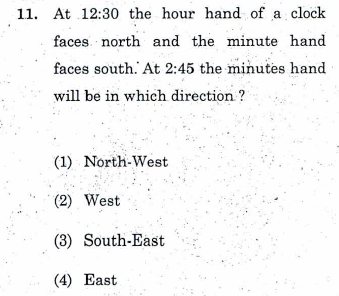 11. At 12:30 the hour hand of a clock
faces north and the minute hand
faces south. At 2:45 the minutes hand
will be in which direction ?
(1) North-West
(2) West
(3) South-East
(4) East